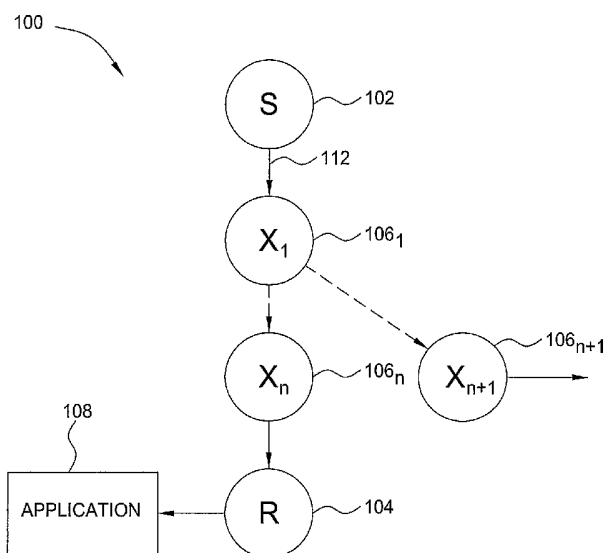 100
S
102
112
X₁
106₁
Xₙ
106ₙ
Xₙ₊₁
106ₙ₊₁
108
APPLICATION
R
104